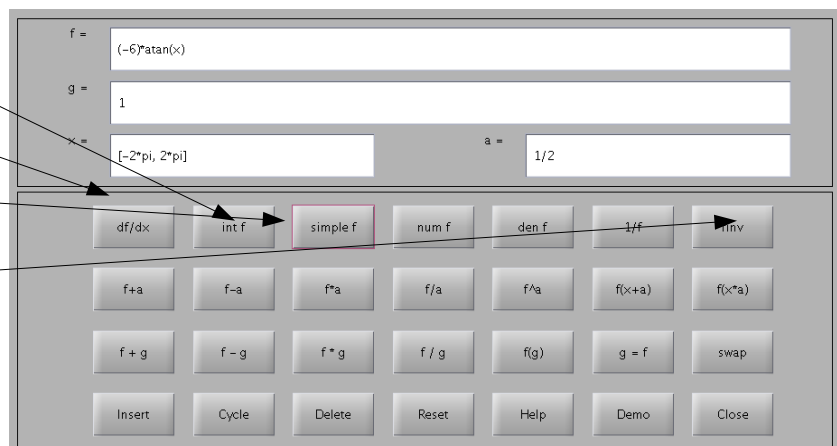 f =
(-6)*atan(x)
g =
1
x =
[-2*pi, 2*pi]
a =
1/2
df/dx int f simple f num f den f 1/f finv
f+a f-a f*a f/a f^a f(x+a) f(x*a)
f + g f - g f * g f / g f(g) g = f swap
Insert Cycle Delete Reset Help Demo Close